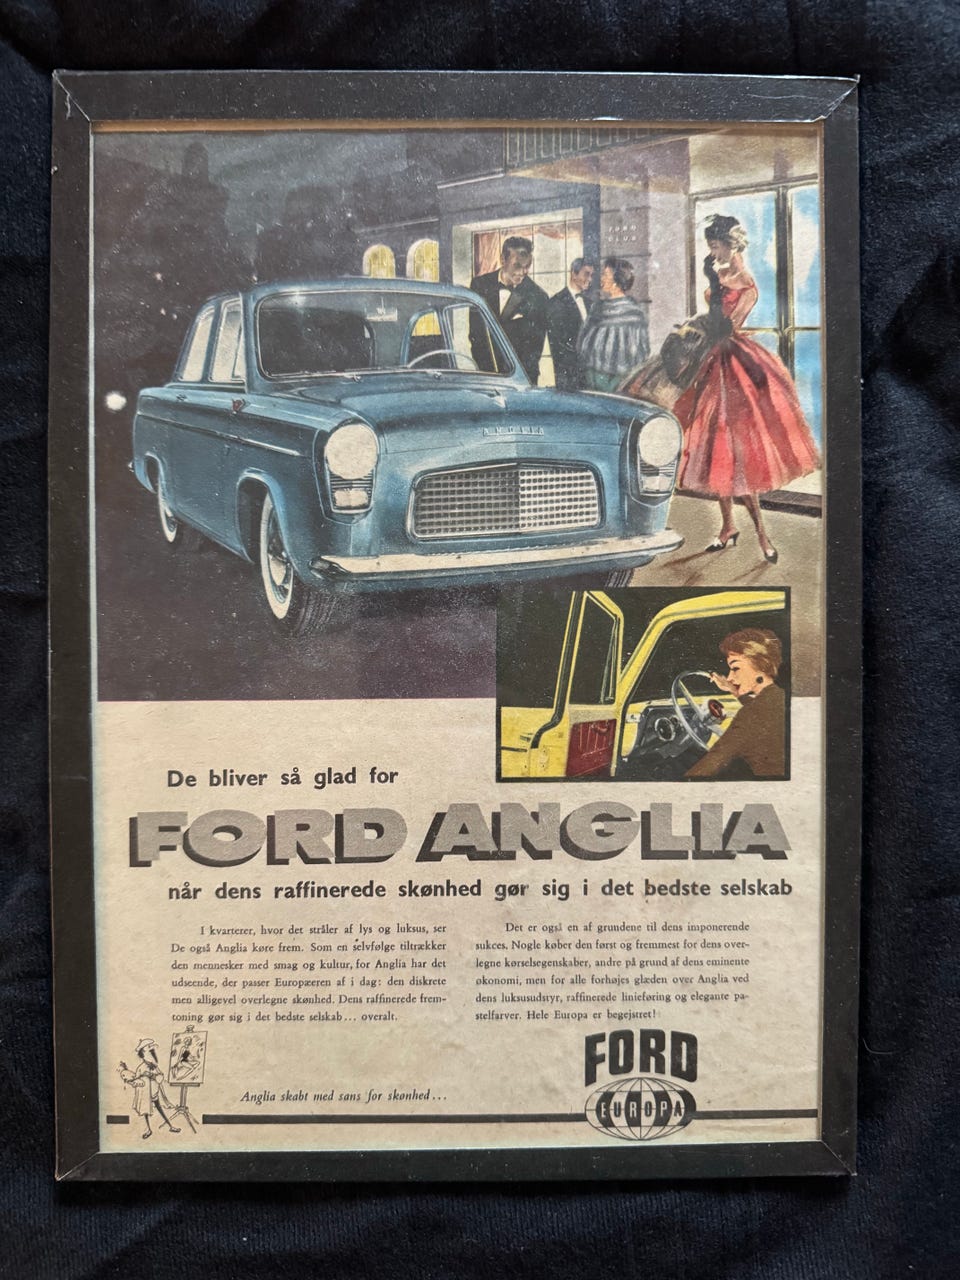 FORD
CLUB
ANGLIA
De bliver så glad for
FORD ANGLIA
når dens raffinerede skønhed gør sig i det bedste selskab
I kvarterer, hvor det stråler af lys og luksus, ser
De også Anglia køre frem. Som en selvfølge tiltrækker
den mennesker med smag og kultur, for Anglia har det
udseende, der passer Europæeren af i dag: den diskrete
men alligevel overlegne skønhed. Dens raffinerede frem-
toning gør sig i det bedste selskab... overalt.
Det er også en af grundene til dens imponerende
sukces. Nogle køber den først og fremmest for dens over-
legne kørselsegenskaber, andre på grund af dens eminente
økonomi, men for alle forhøjes glæden over Anglia ved
dens luksusudstyr, raffinerede linieføring og elegante pa-
stelfarver. Hele Europa er begejstret!
Anglia skabt med sans for skønhed...
FORD
EUROPA